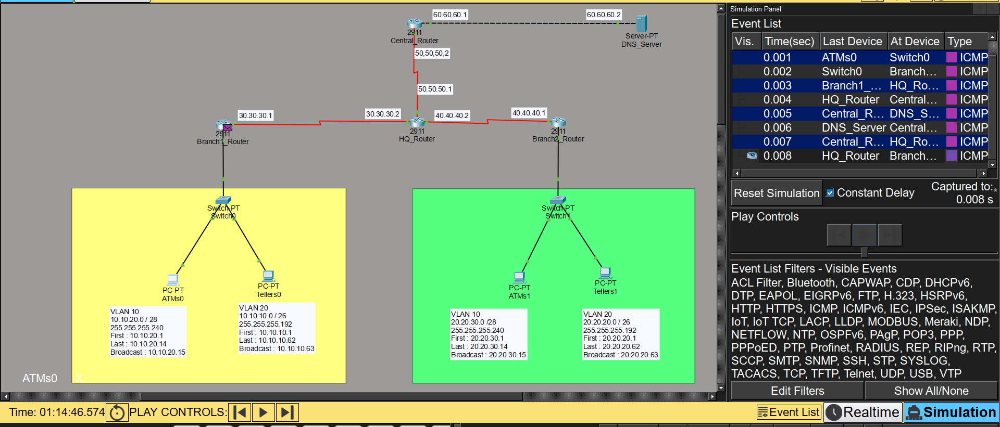 60.60.60.1
60.60.60.2
2911
Central_Router
Server-PT
DNS_Server
50,50,50,2
50.50.50.1
30.30.30.1
30.30.30.2
40.40.40.2
40.40.40.1
2911
Branch1_Router
2911
HQ_Router
2911
Branch2_Router
Switch-PT
Switch0
Switch-PT
Switch1
PC-PT
ATMs0
PC-PT
Tellers0
PC-PT
ATMs1
PC-PT
Tellers1
VLAN 10
10.10.20.0 / 28
255.255.255.240
First : 10.10.20.1
Last : 10.10.20.14
Broadcast : 10.10.20.15
VLAN 20
10.10.10.0 / 26
255.255.255.192
First : 10.10.10.1
Last : 10.10.10.62
Broadcast : 10.10.10.63
VLAN 10
20.20.30.0 /28
255.255.255.240
First : 20.20.30.1
Last : 20.20.30.14
Broadcast : 20.20.30.15
VLAN 20
20.20.20.0 / 26
255.255.255.192
First : 20.20.20.1
Last : 20.20.20.62
Broadcast : 20.20.20.63
ATMs0 X
Simulation Panel
Event List
Vis. Time(sec) Last Device At Device Type
0.001 ATMs0 Switch0 ICMP
0.002 Switch0 Branch... ICMP
0.003 Branch1_... HQ_Ro... ICMP
0.004 HQ_Router Central... ICMP
0.005 Central_R... DNS_S... ICMP
0.006 DNS_Server Central... ICMP
0.007 Central_R... HQ_Ro... ICMP
0.008 HQ_Router Branch... ICMP
Reset Simulation Constant Delay Captured to:*
0.008 s
Play Controls
Event List Filters - Visible Events
ACL Filter, Bluetooth, CAPWAP, CDP, DHCPv6,
DTP, EAPOL, EIGRPv6, FTP, H.323, HSRPv6,
HTTP, HTTPS, ICMP, ICMPv6, IEC, IPSec, ISAKMP,
IoT, IoT TCP, LACP, LLDP, MODBUS, Meraki, NDP,
NETFLOW, NTP, OSPFv6, PAgP, POP3, PPP,
PPPoED, PTP, Profinet, RADIUS, REP, RIPng, RTP,
SCCP, SMTP, SNMP, SSH, STP, SYSLOG,
TACACS, TCP, TFTP, Telnet, UDP, USB, VTP
Edit Filters Show All/None
Time: 01:14:46.574 PLAY CONTROLS: Event List Realtime Simulation